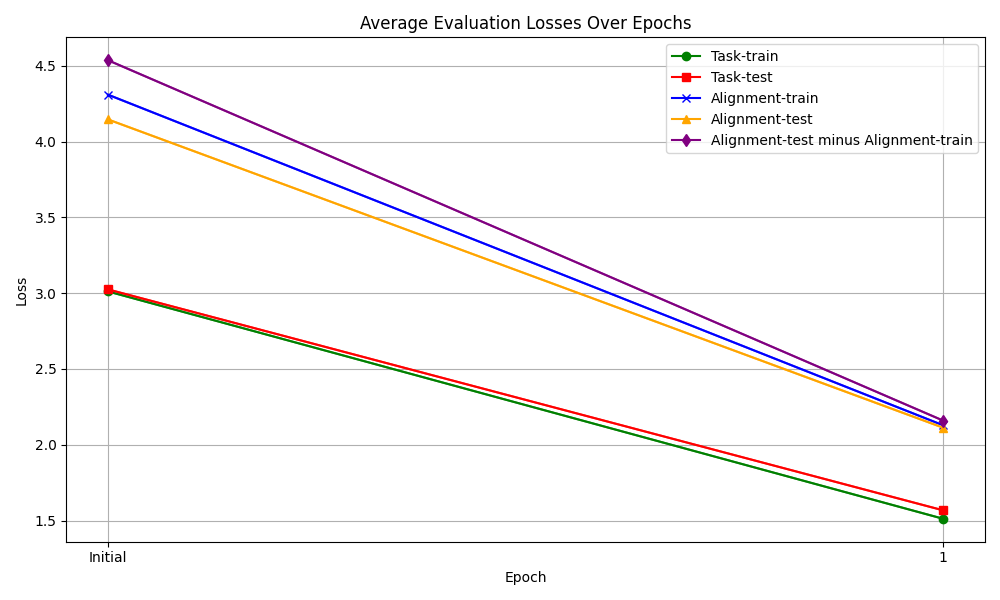 Average Evaluation Losses Over Epochs
Task-train
Task-test
Alignment-train
Alignment-test
Alignment-test minus Alignment-train
4.5
4.0
3.5
3.0
2.5
2.0
1.5
Loss
Initial
1
Epoch